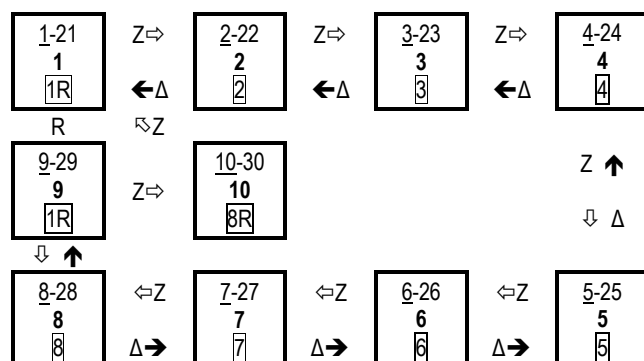 1-21 Z⇨ 2-22 Z⇨ 3-23 Z⇨ 4-24
1 2 3 4
1R 🡸Δ 2 🡸Δ 3 🡸Δ 4
R ⇖Z
9-29 10-30 Z 🡹
9 Z⇨ 10
1R 8R ⇩ Δ
⇩ 🡹
8-28 ⇦Z 7-27 ⇦Z 6-26 ⇦Z 5-25
8 7 6 5
8 Δ🡺 7 Δ🡺 6 Δ🡺 5